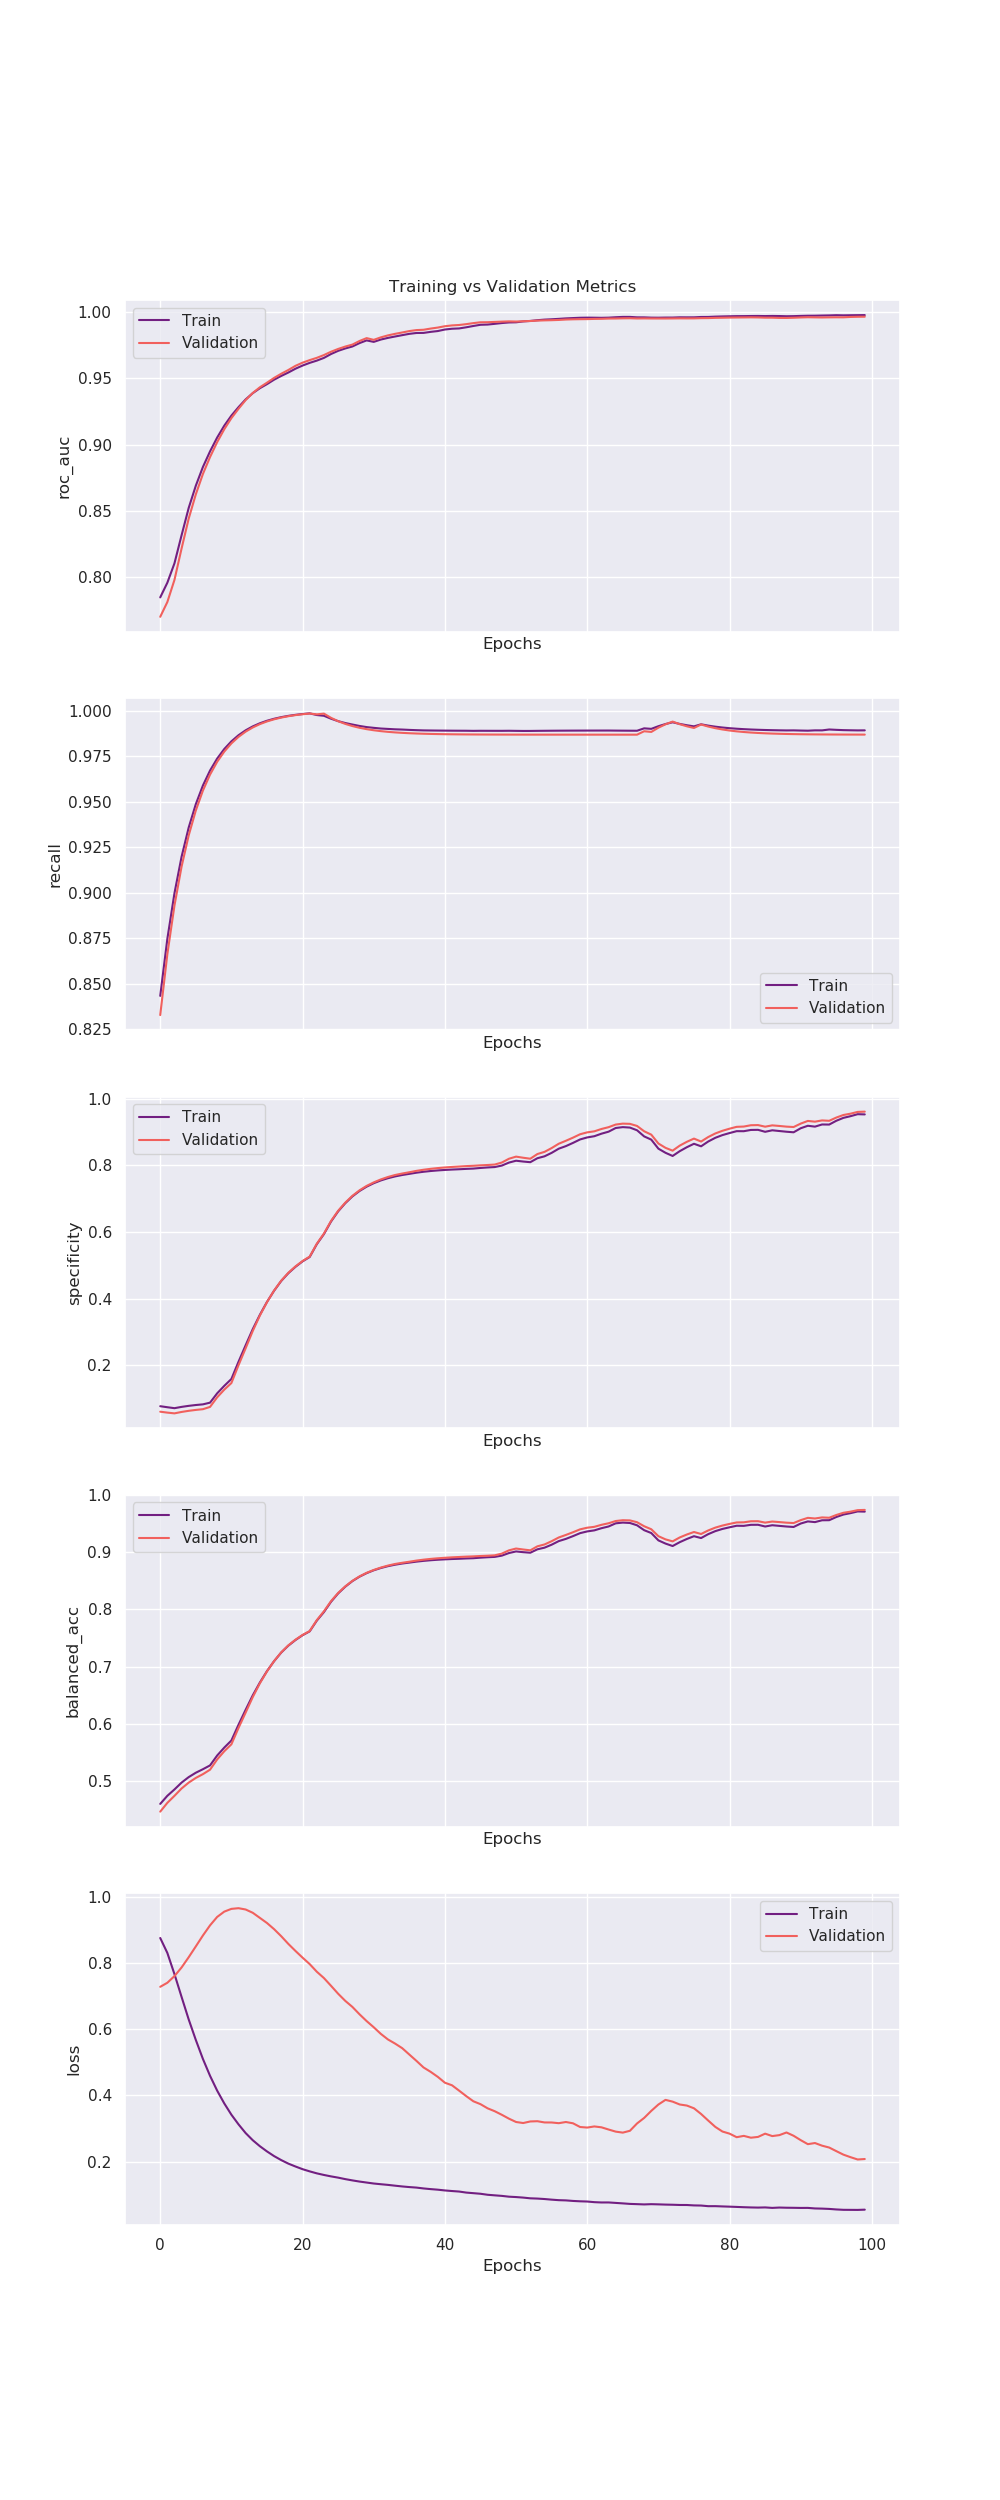 Training vs Validation Metrics
1.00
0.95
0.90
0.85
0.80
roc_auc
Train
Validation
Epochs
1.000
0.975
0.950
0.925
0.900
0.875
0.850
0.825
recall
Train
Validation
Epochs
1.0
0.8
0.6
0.4
0.2
specificity
Train
Validation
Epochs
1.0
0.9
0.8
0.7
0.6
0.5
balanced_acc
Train
Validation
Epochs
1.0
0.8
0.6
0.4
0.2
loss
Train
Validation
0 20 40 60 80 100
Epochs